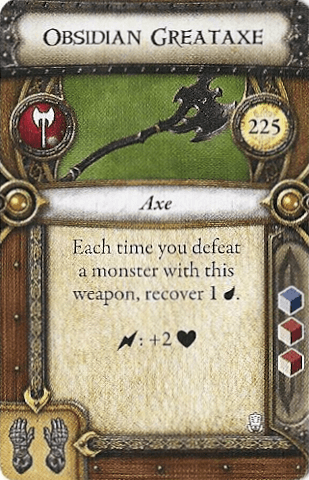 OBSIDIAN GREATAXE
225
Axe
Each time you defeat
a monster with this
weapon, recover 1 .
: +2 ♥